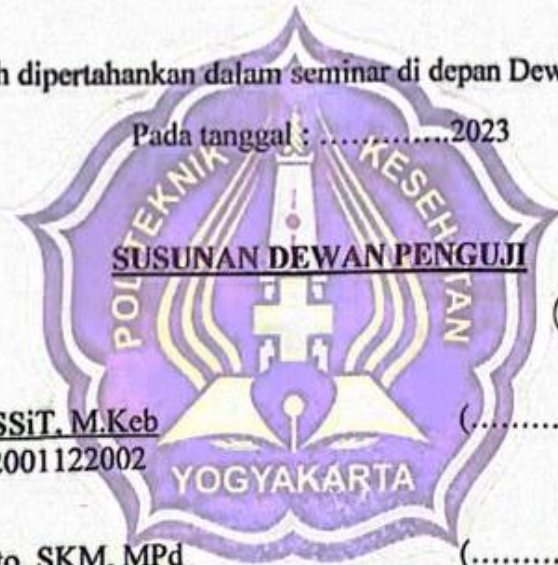 h dipertahankan dalam seminar di depan Dew
Pada tanggal : .............2023
POLITEKNIK KESEHATAN
SUSUNAN DEWAN PENGUJI
(
SSiT, M.Keb (.........
2001122002
YOGYAKARTA
to, SKM, MPd (.........